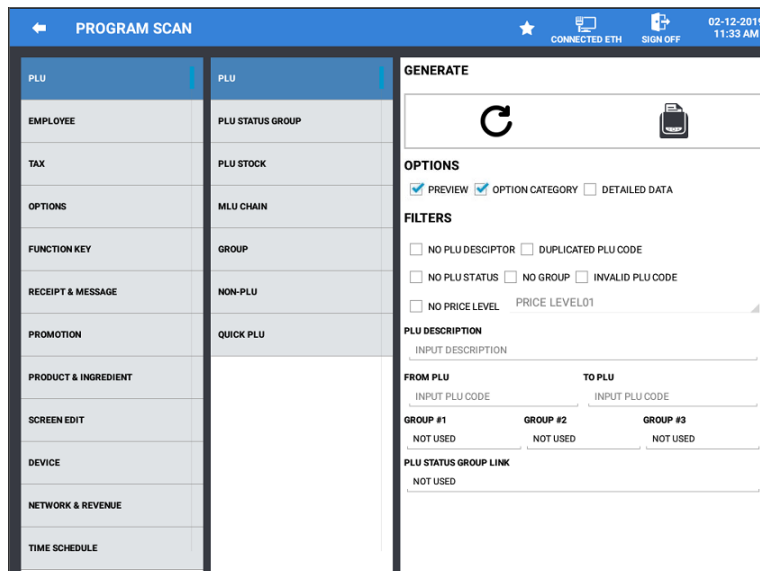 PROGRAM SCAN
CONNECTED ETH
SIGN OFF
02-12-2019
11:33 AM
PLU
EMPLOYEE
TAX
OPTIONS
FUNCTION KEY
RECEIPT & MESSAGE
PROMOTION
PRODUCT & INGREDIENT
SCREEN EDIT
DEVICE
NETWORK & REVENUE
TIME SCHEDULE
PLU
PLU STATUS GROUP
PLU STOCK
MLU CHAIN
GROUP
NON-PLU
QUICK PLU
GENERATE
OPTIONS
PREVIEW OPTION CATEGORY DETAILED DATA
FILTERS
NO PLU DESCIPTOR DUPLICATED PLU CODE
NO PLU STATUS NO GROUP INVALID PLU CODE
NO PRICE LEVEL PRICE LEVEL01
PLU DESCRIPTION
INPUT DESCRIPTION
FROM PLU TO PLU
INPUT PLU CODE INPUT PLU CODE
GROUP #1 GROUP #2 GROUP #3
NOT USED NOT USED NOT USED
PLU STATUS GROUP LINK
NOT USED